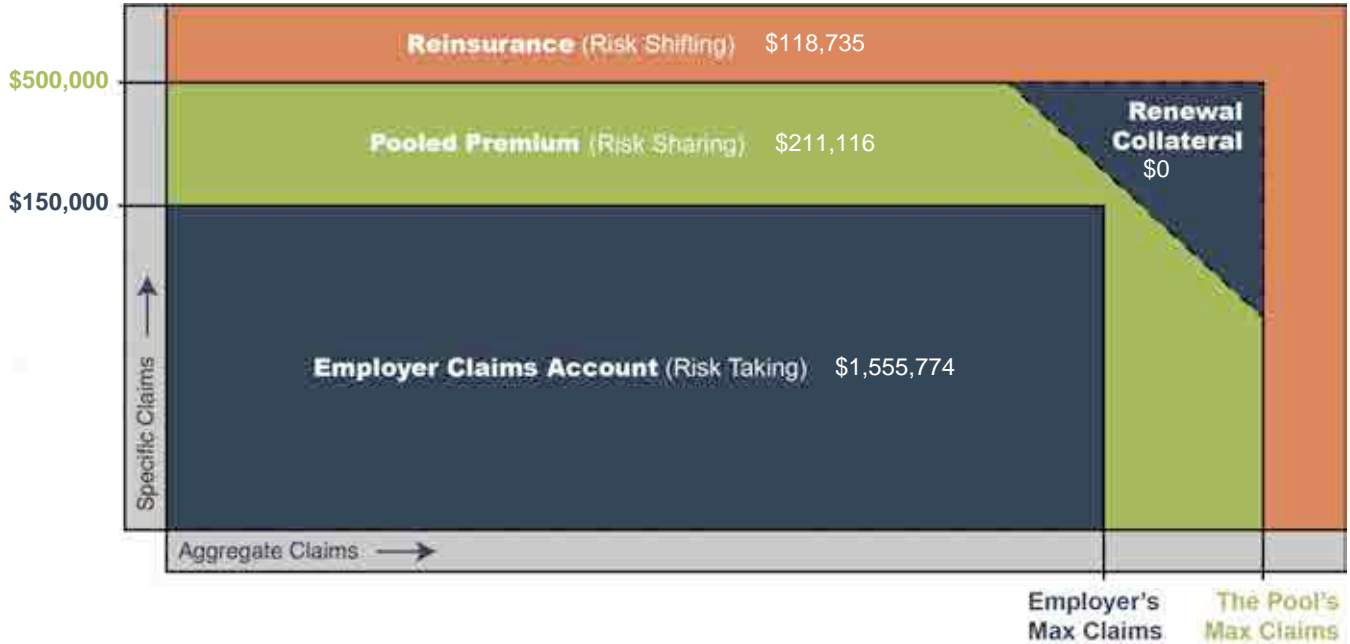 Reinsurance (Risk Shifting) $118,735
$500,000
Pooled Premium (Risk Sharing) $211,116
Renewal
Collateral
$0
$150,000
Employer Claims Account (Risk Taking) $1,555,774
Specific Claims
Aggregate Claims
Employer's
Max Claims
The Pool's
Max Claims